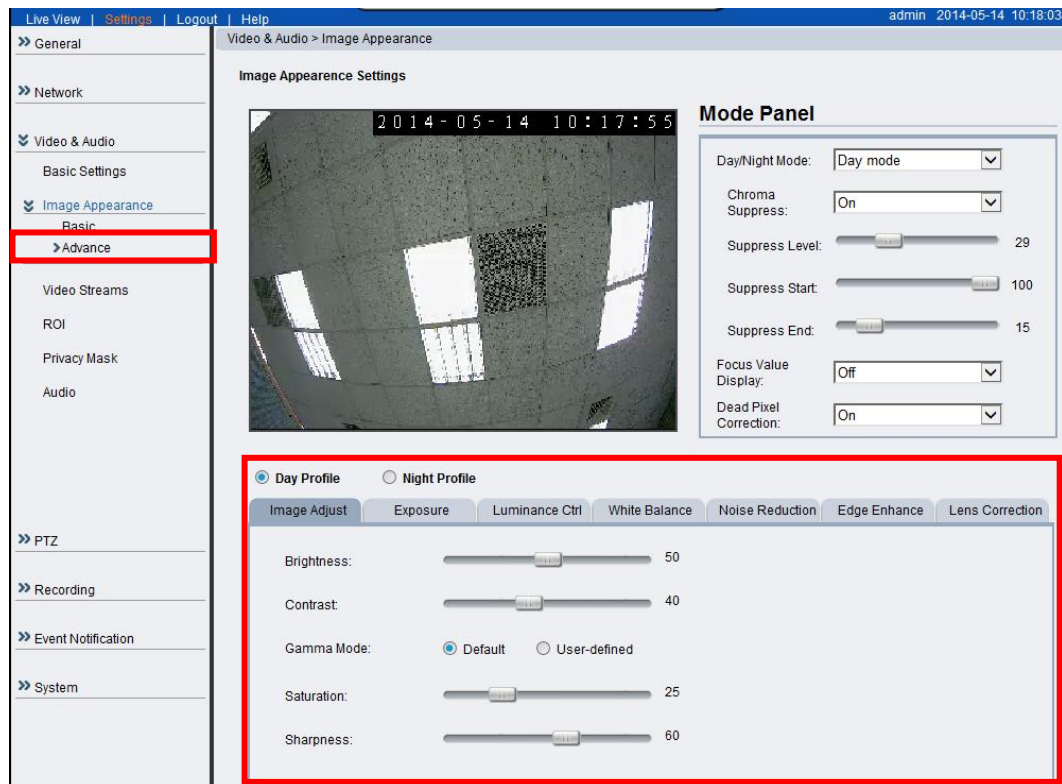 Live View | Settings | Logout | Help
admin 2014-05-14 10:18:03
General
Network
Video & Audio
Basic Settings
Image Appearance
Basic
Advance
Video Streams
ROI
Privacy Mask
Audio
PTZ
Recording
Event Notification
System
Video & Audio > Image Appearance
Image Appearence Settings
2014-05-14 10:17:55
Mode Panel
Day/Night Mode: Day mode
Chroma
Suppress: On
Suppress Level: 29
Suppress Start: 100
Suppress End: 15
Focus Value
Display: Off
Dead Pixel
Correction: On
Day Profile Night Profile
Image Adjust Exposure Luminance Ctrl White Balance Noise Reduction Edge Enhance Lens Correction
Brightness: 50
Contrast: 40
Gamma Mode: Default User-defined
Saturation: 25
Sharpness: 60